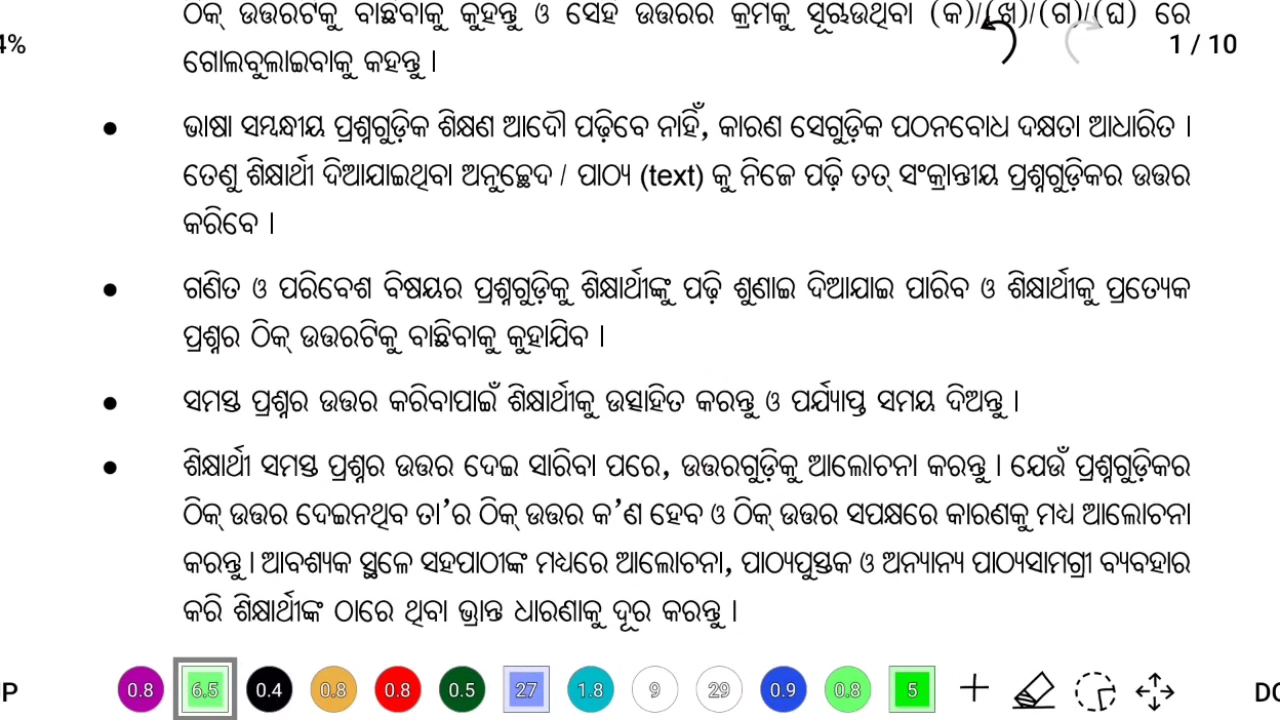 ଠିକ୍ ଉତ୍ତରଟିକୁ ବାଛିବାକୁ କୁହନ୍ତୁ ଓ ସେହି ଉତ୍ତରର କ୍ରମକୁ ସୂଚାଉଥିବା (କ)/(ଖ)/(ଗ)/(ଘ) ରେ
4%
1 / 10
ଗୋଲବୁଲାଇବାକୁ କହନ୍ତୁ ।
● ଭାଷା ସମ୍ବନ୍ଧୀୟ ପ୍ରଶ୍ନଗୁଡ଼ିକ ଶିକ୍ଷଣ ଆଦୌ ପଢ଼ିବେ ନାହିଁ, କାରଣ ସେଗୁଡ଼ିକ ପଠନବୋଧ ଦକ୍ଷତା ଆଧାରିତ ।
ତେଣୁ ଶିକ୍ଷାର୍ଥୀ ଦିଆଯାଇଥିବା ଅନୁଚ୍ଛେଦ / ପାଠ୍ୟ (text) କୁ ନିଜେ ପଢ଼ି ତତ୍ ସଂକ୍ରାନ୍ତୀୟ ପ୍ରଶ୍ନଗୁଡ଼ିକର ଉତ୍ତର
କରିବେ ।
● ଗଣିତ ଓ ପରିବେଶ ବିଷୟର ପ୍ରଶ୍ନଗୁଡ଼ିକୁ ଶିକ୍ଷାର୍ଥୀଙ୍କୁ ପଢ଼ି ଶୁଣାଇ ଦିଆଯାଇ ପାରିବ ଓ ଶିକ୍ଷାର୍ଥୀକୁ ପ୍ରତ୍ୟେକ
ପ୍ରଶ୍ନର ଠିକ୍ ଉତ୍ତରଟିକୁ ବାଛିବାକୁ କୁହାଯିବ ।
● ସମସ୍ତ ପ୍ରଶ୍ନର ଉତ୍ତର କରିବାପାଇଁ ଶିକ୍ଷାର୍ଥୀକୁ ଉତ୍ସାହିତ କରନ୍ତୁ ଓ ପର୍ଯ୍ୟାପ୍ତ ସମୟ ଦିଅନ୍ତୁ ।
● ଶିକ୍ଷାର୍ଥୀ ସମସ୍ତ ପ୍ରଶ୍ନର ଉତ୍ତର ଦେଇ ସାରିବା ପରେ, ଉତ୍ତରଗୁଡ଼ିକୁ ଆଲୋଚନା କରନ୍ତୁ । ଯେଉଁ ପ୍ରଶ୍ନଗୁଡ଼ିକର
ଠିକ୍ ଉତ୍ତର ଦେଇନଥିବ ତା'ର ଠିକ୍ ଉତ୍ତର କ'ଣ ହେବ ଓ ଠିକ୍ ଉତ୍ତର ସପକ୍ଷରେ କାରଣକୁ ମଧ୍ୟ ଆଲୋଚନା
କରନ୍ତୁ । ଆବଶ୍ୟକ ସ୍ଥଳେ ସହପାଠୀଙ୍କ ମଧ୍ୟରେ ଆଲୋଚନା, ପାଠ୍ୟପୁସ୍ତକ ଓ ଅନ୍ୟାନ୍ୟ ପାଠ୍ୟସାମଗ୍ରୀ ବ୍ୟବହାର
କରି ଶିକ୍ଷାର୍ଥୀଙ୍କ ଠାରେ ଥିବା ଭ୍ରାନ୍ତ ଧାରଣାକୁ ଦୂର କରନ୍ତୁ ।
0.8 6.5 0.4 0.8 0.8 0.5 27 1.8 9 29 0.9 0.8 5